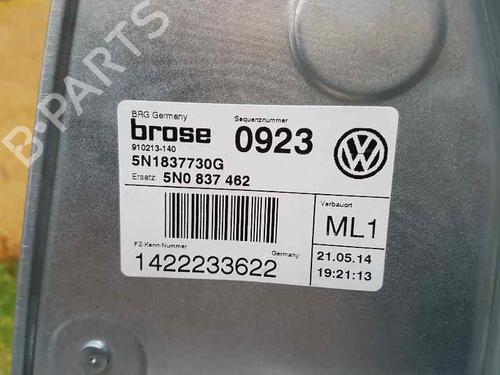 B-PARTS
BRG Germany
Sequenznummer
brose 0923
910213-140
5N1837730G
Ersatz: 5N0 837 462
Verbauort
ML1
FZ-Kenn-Nummer
Germany
1422233622
21.05.14
19:21:13